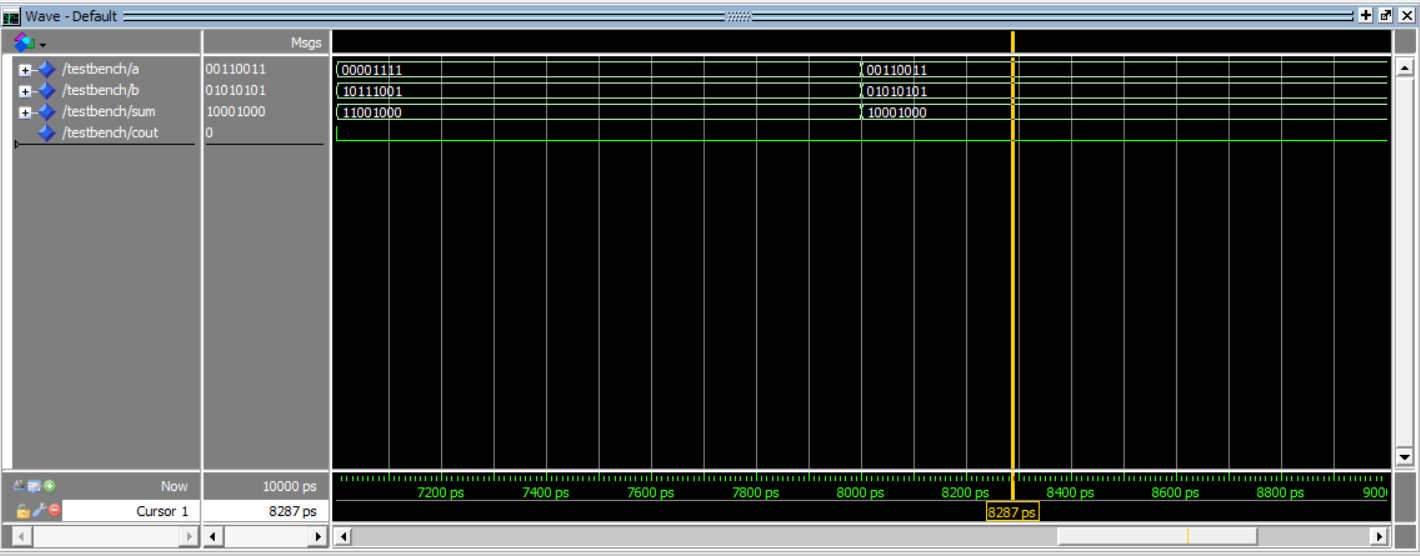 Wave - Default
Msgs
/testbench/a 00110011 00001111 00110011
/testbench/b 01010101 10111001 01010101
/testbench/sum 10001000 11001000 10001000
/testbench/cout 0
Now 10000 ps 7200 ps 7400 ps 7600 ps 7800 ps 8000 ps 8200 ps 8400 ps 8600 ps 8800 ps 900
Cursor 1 8287 ps 8287 ps